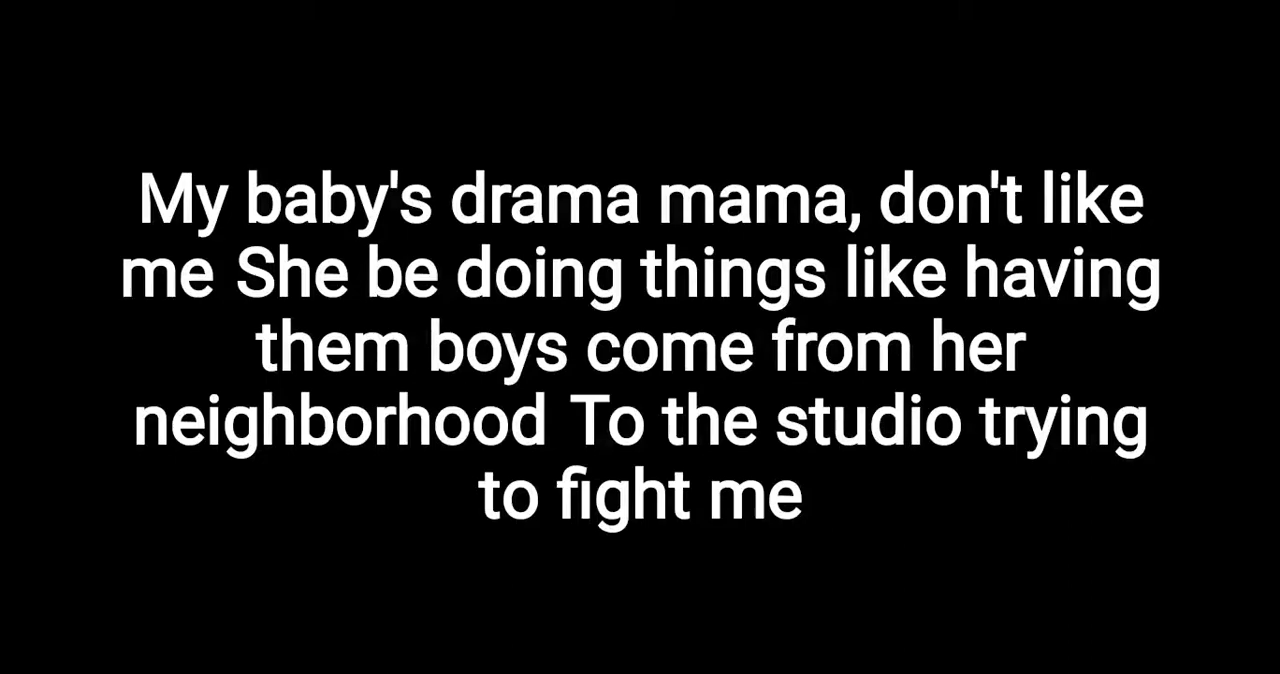 My baby's drama mama, don't like
me She be doing things like having
them boys come from her
neighborhood To the studio trying
to fight me